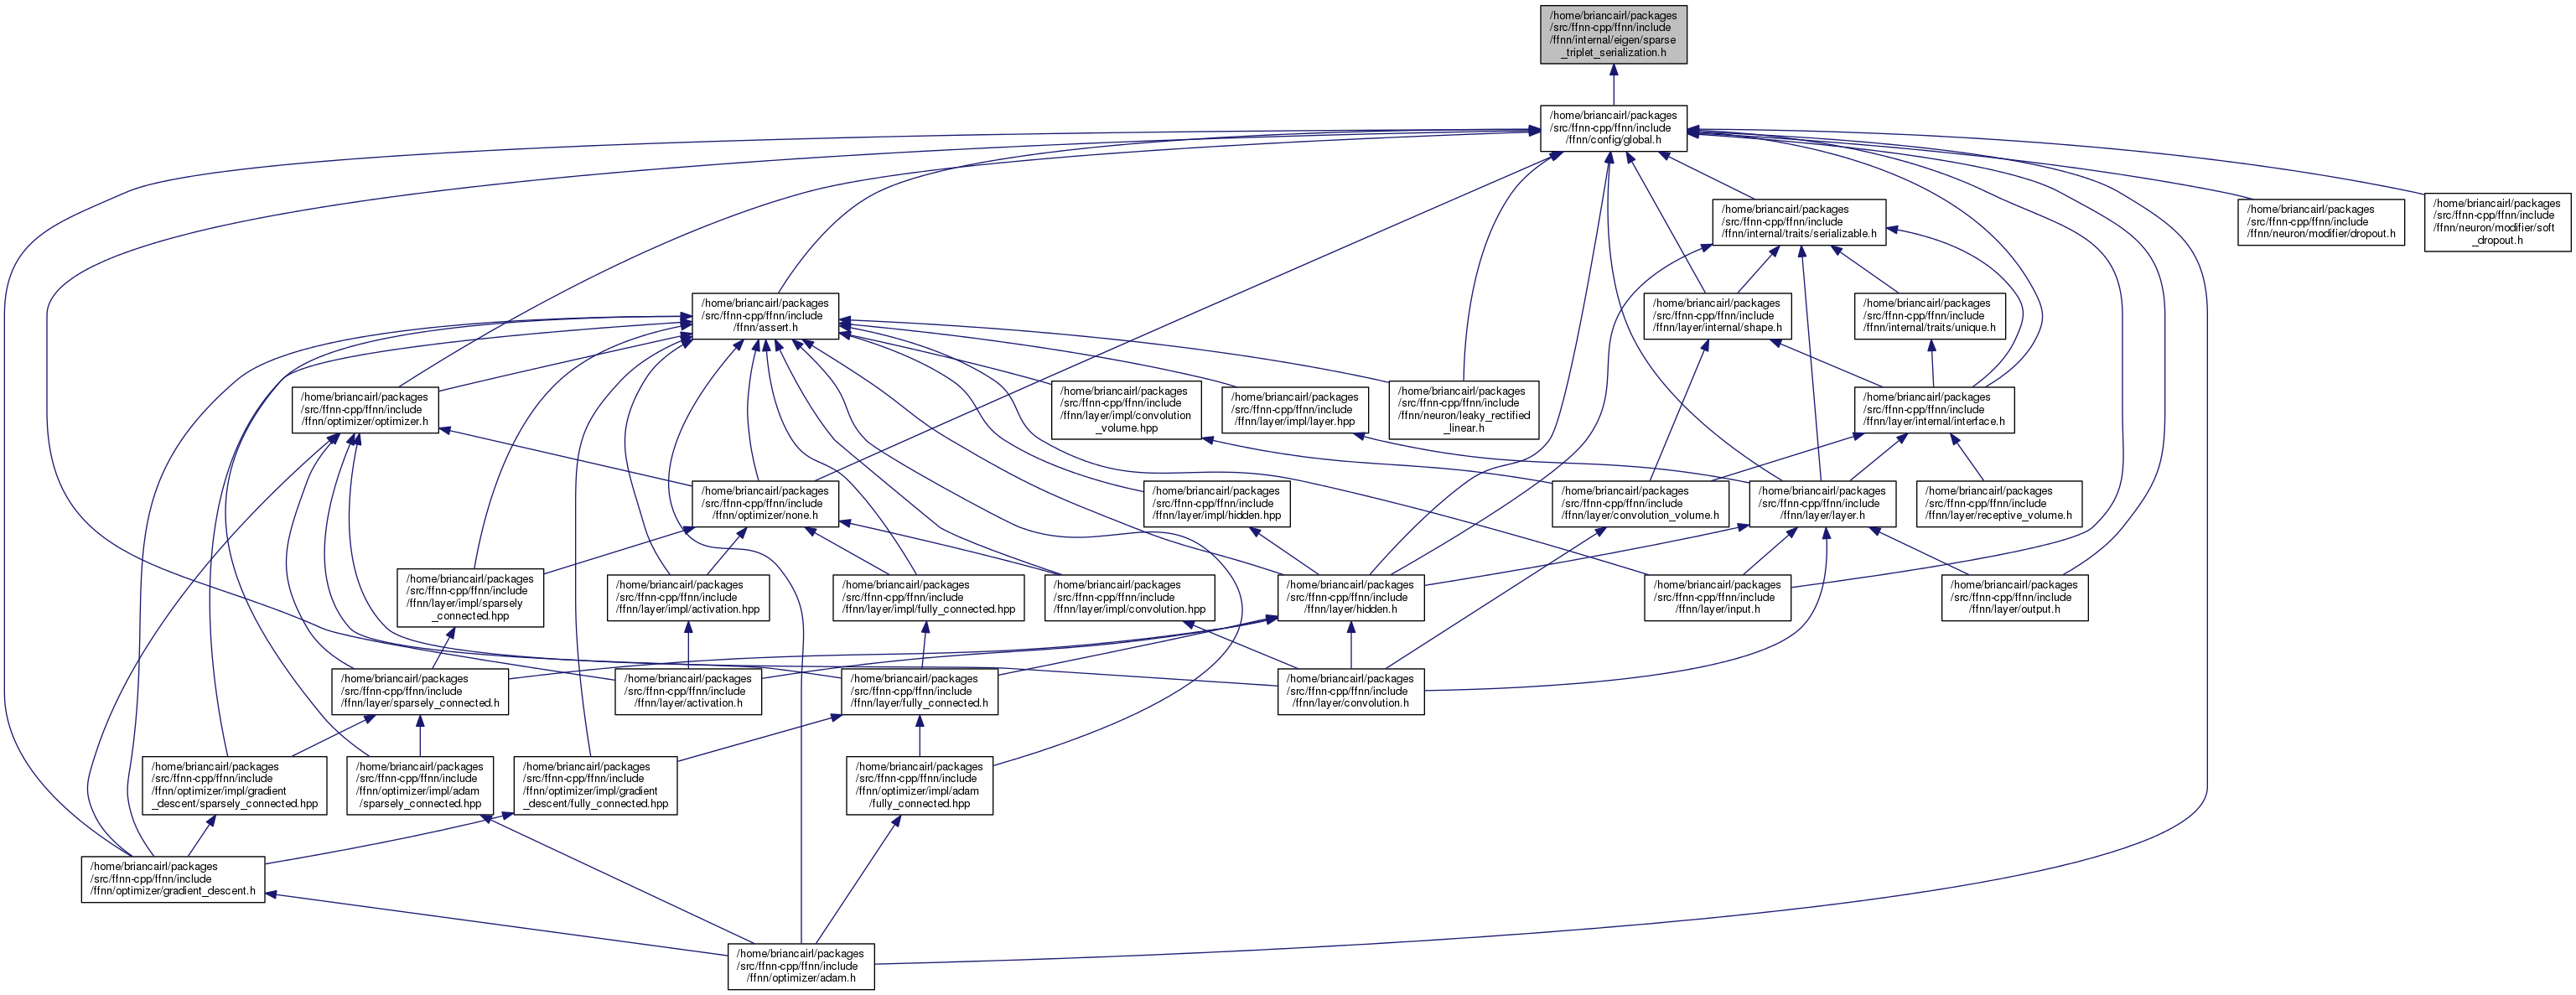 /home/briancairl/packages
/src/ffnn-cpp/ffnn/include
/ffnn/internal/eigen/sparse
_triplet_serialization.h
/home/briancairl/packages
/src/ffnn-cpp/ffnn/include
/ffnn/config/global.h
/home/briancairl/packages
/src/ffnn-cpp/ffnn/include
/ffnn/internal/traits/serializable.h
/home/briancairl/packages
/src/ffnn-cpp/ffnn/include
/ffnn/neuron/modifier/dropout.h
/home/briancairl/packages
/src/ffnn-cpp/ffnn/include
/ffnn/neuron/modifier/soft
_dropout.h
/home/briancairl/packages
/src/ffnn-cpp/ffnn/include
/ffnn/assert.h
/home/briancairl/packages
/src/ffnn-cpp/ffnn/include
/ffnn/layer/internal/shape.h
/home/briancairl/packages
/src/ffnn-cpp/ffnn/include
/ffnn/internal/traits/unique.h
/home/briancairl/packages
/src/ffnn-cpp/ffnn/include
/ffnn/optimizer/optimizer.h
/home/briancairl/packages
/src/ffnn-cpp/ffnn/include
/ffnn/layer/impl/convolution
_volume.hpp
/home/briancairl/packages
/src/ffnn-cpp/ffnn/include
/ffnn/layer/impl/layer.hpp
/home/briancairl/packages
/src/ffnn-cpp/ffnn/include
/ffnn/neuron/leaky_rectified
_linear.h
/home/briancairl/packages
/src/ffnn-cpp/ffnn/include
/ffnn/layer/internal/interface.h
/home/briancairl/packages
/src/ffnn-cpp/ffnn/include
/ffnn/optimizer/none.h
/home/briancairl/packages
/src/ffnn-cpp/ffnn/include
/ffnn/layer/impl/hidden.hpp
/home/briancairl/packages
/src/ffnn-cpp/ffnn/include
/ffnn/layer/convolution_volume.h
/home/briancairl/packages
/src/ffnn-cpp/ffnn/include
/ffnn/layer/layer.h
/home/briancairl/packages
/src/ffnn-cpp/ffnn/include
/ffnn/layer/receptive_volume.h
/home/briancairl/packages
/src/ffnn-cpp/ffnn/include
/ffnn/layer/impl/sparsely
_connected.hpp
/home/briancairl/packages
/src/ffnn-cpp/ffnn/include
/ffnn/layer/impl/activation.hpp
/home/briancairl/packages
/src/ffnn-cpp/ffnn/include
/ffnn/layer/impl/fully_connected.hpp
/home/briancairl/packages
/src/ffnn-cpp/ffnn/include
/ffnn/layer/impl/convolution.hpp
/home/briancairl/packages
/src/ffnn-cpp/ffnn/include
/ffnn/layer/hidden.h
/home/briancairl/packages
/src/ffnn-cpp/ffnn/include
/ffnn/layer/input.h
/home/briancairl/packages
/src/ffnn-cpp/ffnn/include
/ffnn/layer/output.h
/home/briancairl/packages
/src/ffnn-cpp/ffnn/include
/ffnn/layer/sparsely_connected.h
/home/briancairl/packages
/src/ffnn-cpp/ffnn/include
/ffnn/layer/activation.h
/home/briancairl/packages
/src/ffnn-cpp/ffnn/include
/ffnn/layer/fully_connected.h
/home/briancairl/packages
/src/ffnn-cpp/ffnn/include
/ffnn/layer/convolution.h
/home/briancairl/packages
/src/ffnn-cpp/ffnn/include
/ffnn/optimizer/impl/gradient
_descent/sparsely_connected.hpp
/home/briancairl/packages
/src/ffnn-cpp/ffnn/include
/ffnn/optimizer/impl/adam
/sparsely_connected.hpp
/home/briancairl/packages
/src/ffnn-cpp/ffnn/include
/ffnn/optimizer/impl/gradient
_descent/fully_connected.hpp
/home/briancairl/packages
/src/ffnn-cpp/ffnn/include
/ffnn/optimizer/impl/adam
/fully_connected.hpp
/home/briancairl/packages
/src/ffnn-cpp/ffnn/include
/ffnn/optimizer/gradient_descent.h
/home/briancairl/packages
/src/ffnn-cpp/ffnn/include
/ffnn/optimizer/adam.h